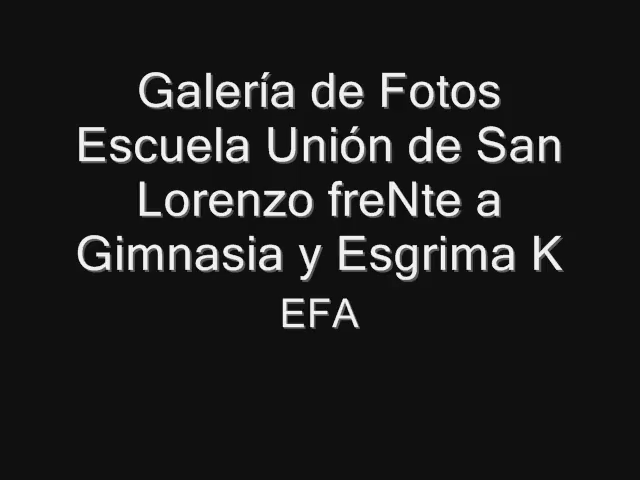 Galería de Fotos
Escuela Unión de San
Lorenzo freNte a
Gimnasia y Esgrima K
EFA